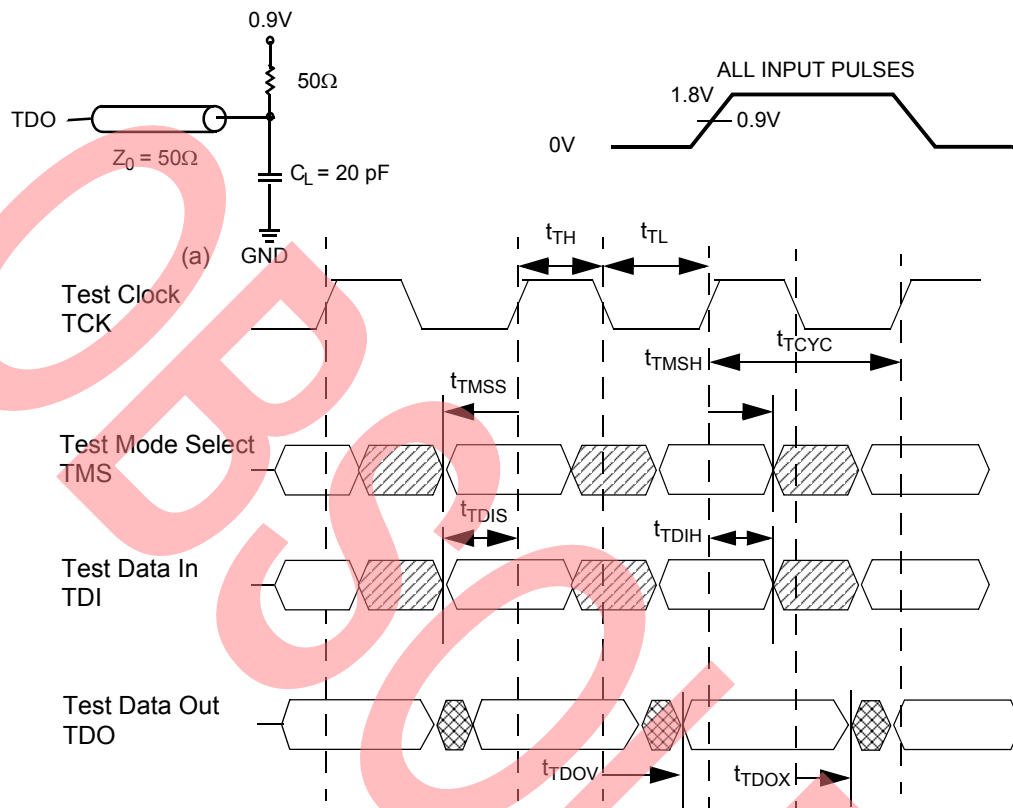 0.9V
50Ω
ALL INPUT PULSES
1.8V
0.9V
0V
TDO
Z0 = 50Ω
CL = 20 pF
(a)
GND
tTH
tTL
Test Clock
TCK
tTCYC
tTMSH
tTMSS
Test Mode Select
TMS
tTDIS
tTDIH
Test Data In
TDI
Test Data Out
TDO
tTDOV
tTDOX
OBSOL